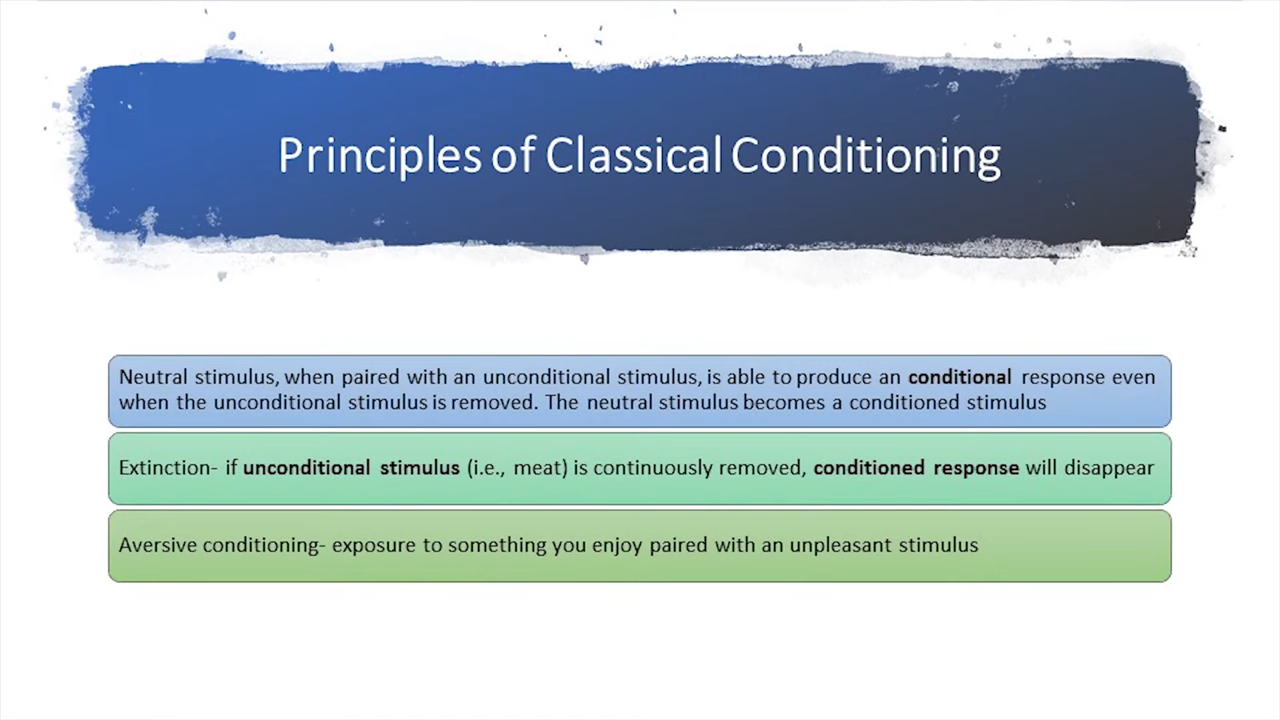 Principles of Classical Conditioning
Neutral stimulus, when paired with an unconditional stimulus, is able to produce an conditional response even
when the unconditional stimulus is removed. The neutral stimulus becomes a conditioned stimulus
Extinction- if unconditional stimulus (i.e., meat) is continuously removed, conditioned response will disappear
Aversive conditioning- exposure to something you enjoy paired with an unpleasant stimulus